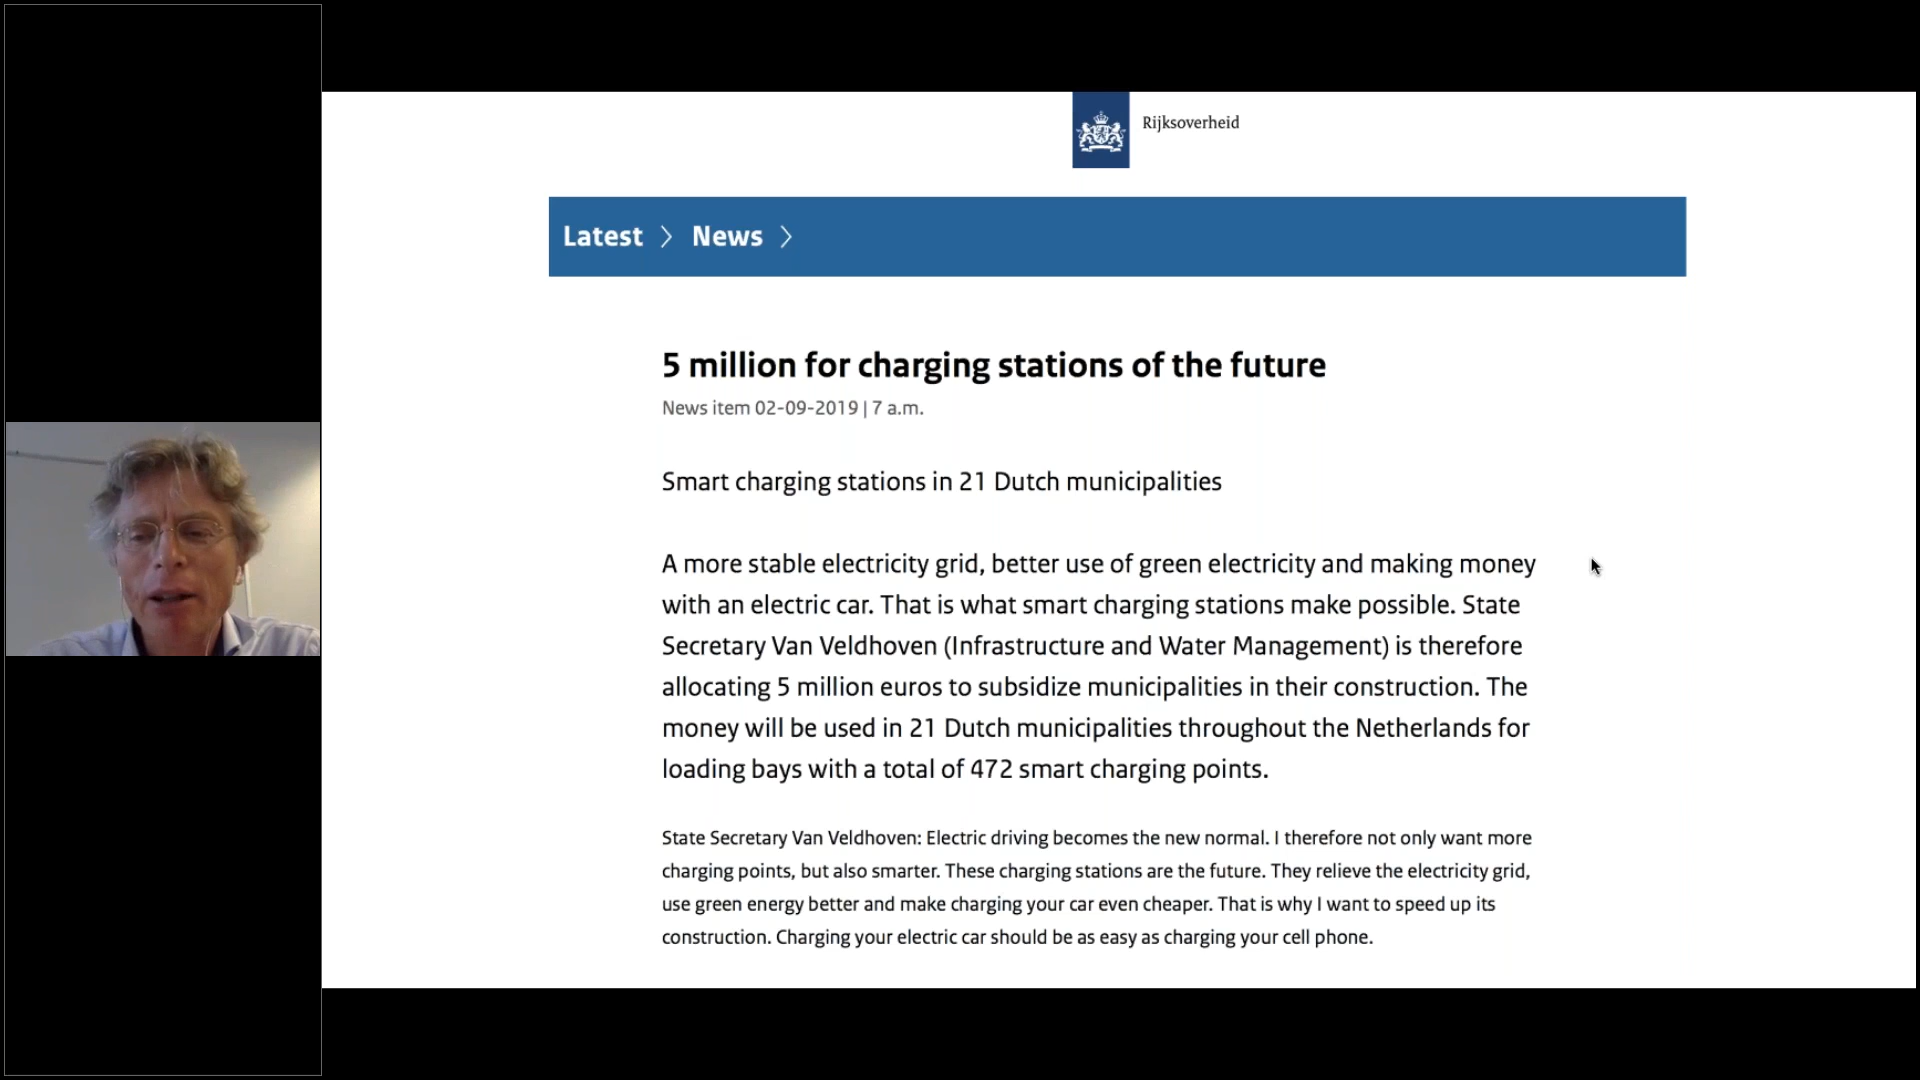 Rijksoverheid
Latest > News >
5 million for charging stations of the future
News item 02-09-2019 | 7 a.m.
Smart charging stations in 21 Dutch municipalities
A more stable electricity grid, better use of green electricity and making money
with an electric car. That is what smart charging stations make possible. State
Secretary Van Veldhoven (Infrastructure and Water Management) is therefore
allocating 5 million euros to subsidize municipalities in their construction. The
money will be used in 21 Dutch municipalities throughout the Netherlands for
loading bays with a total of 472 smart charging points.
State Secretary Van Veldhoven: Electric driving becomes the new normal. I therefore not only want more
charging points, but also smarter. These charging stations are the future. They relieve the electricity grid,
use green energy better and make charging your car even cheaper. That is why I want to speed up its
construction. Charging your electric car should be as easy as charging your cell phone.